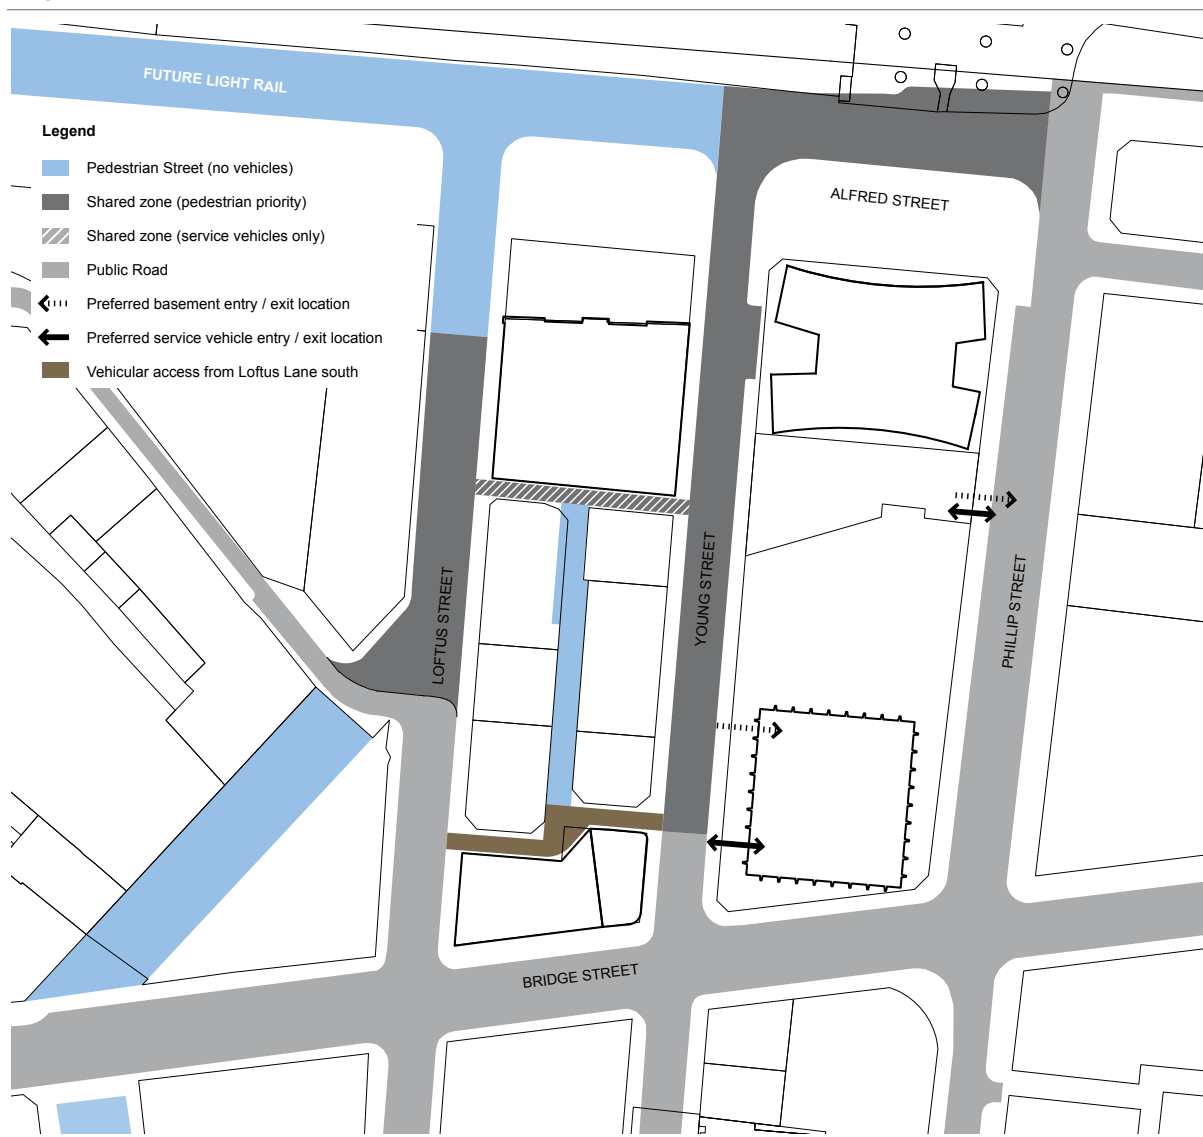 FUTURE LIGHT RAIL
Legend
Pedestrian Street (no vehicles)
Shared zone (pedestrian priority)
Shared zone (service vehicles only)
Public Road
Preferred basement entry / exit location
Preferred service vehicle entry / exit location
Vehicular access from Loftus Lane south
ALFRED STREET
LOFTUS STREET
YOUNG STREET
PHILLIP STREET
BRIDGE STREET